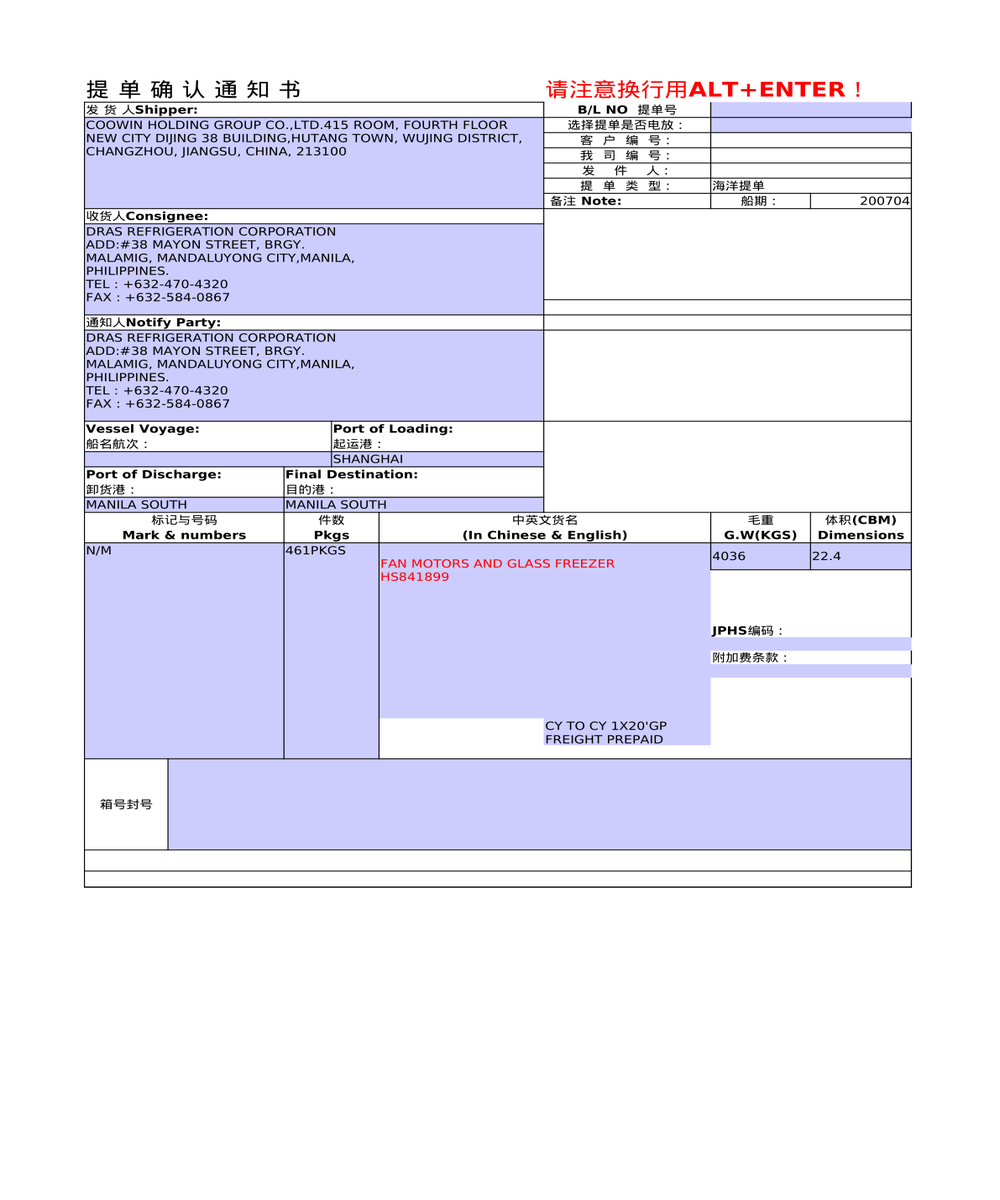 提 单 确 认 通 知 书
请注意换行用ALT+ENTER！
发 货 人Shipper:
B/L NO 提单号
COOWIN HOLDING GROUP CO.,LTD.415 ROOM, FOURTH FLOOR
NEW CITY DIJING 38 BUILDING,HUTANG TOWN, WUJING DISTRICT,
CHANGZHOU, JIANGSU, CHINA, 213100
选择提单是否电放：
客 户 编 号：
我 司 编 号：
发 件 人：
提 单 类 型： 海洋提单
备注 Note: 船期： 200704
收货人Consignee:
DRAS REFRIGERATION CORPORATION
ADD:#38 MAYON STREET, BRGY.
MALAMIG, MANDALUYONG CITY,MANILA,
PHILIPPINES.
TEL : +632-470-4320
FAX : +632-584-0867
通知人Notify Party:
DRAS REFRIGERATION CORPORATION
ADD:#38 MAYON STREET, BRGY.
MALAMIG, MANDALUYONG CITY,MANILA,
PHILIPPINES.
TEL : +632-470-4320
FAX : +632-584-0867
Vessel Voyage: Port of Loading:
船名航次： 起运港：
SHANGHAI
Port of Discharge: Final Destination:
卸货港： 目的港：
MANILA SOUTH MANILA SOUTH
标记与号码 件数 中英文货名 毛重 体积(CBM)
Mark & numbers Pkgs (In Chinese & English) G.W(KGS) Dimensions
N/M 461PKGS 4036 22.4
FAN MOTORS AND GLASS FREEZER
HS841899
JPHS编码：
附加费条款：
CY TO CY 1X20'GP
FREIGHT PREPAID
箱号封号